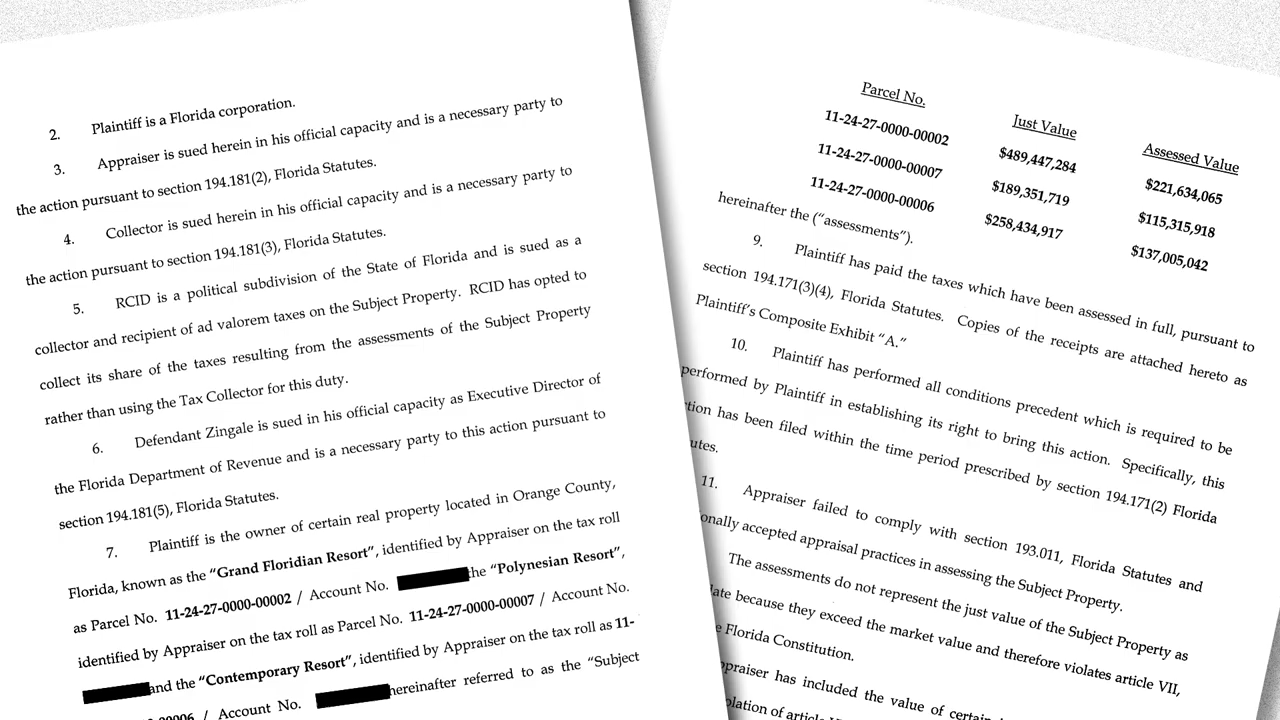 2. Plaintiff is a Florida corporation.
3. Appraiser is sued herein in his official capacity and is a necessary party to
the action pursuant to section 194.181(2), Florida Statutes.
4. Collector is sued herein in his official capacity and is a necessary party to
the action pursuant to section 194.181(3), Florida Statutes.
5. RCID is a political subdivision of the State of Florida and is sued as a
collector and recipient of ad valorem taxes on the Subject Property. RCID has opted to
collect its share of the taxes resulting from the assessments of the Subject Property
rather than using the Tax Collector for this duty.
6. Defendant Zingale is sued in his official capacity as Executive Director of
the Florida Department of Revenue and is a necessary party to this action pursuant to
section 194.181(5), Florida Statutes.
7. Plaintiff is the owner of certain real property located in Orange County,
Florida, known as the “Grand Floridian Resort”, identified by Appraiser on the tax roll
as Parcel No. 11-24-27-0000-00002 / Account No. the “Polynesian Resort”,
identified by Appraiser on the tax roll as Parcel No. 11-24-27-0000-00007 / Account No.
and the “Contemporary Resort”, identified by Appraiser on the tax roll as 11-
/ Account No. hereinafter referred to as the “Subject
Parcel No. Just Value Assessed Value
11-24-27-0000-00002 $489,447,284 $221,634,065
11-24-27-0000-00007 $189,351,719 $115,315,918
11-24-27-0000-00006 $258,434,917 $137,005,042
hereinafter the (“assessments”).
9. Plaintiff has paid the taxes which have been assessed in full, pursuant to
section 194.171(3)(4), Florida Statutes. Copies of the receipts are attached hereto as
Plaintiff’s Composite Exhibit “A.”
10. Plaintiff has performed all conditions precedent which is required to be
performed by Plaintiff in establishing its right to bring this action. Specifically, this
has been filed within the time period prescribed by section 194.171(2) Florida
11. Appraiser failed to comply with section 193.011, Florida Statutes and
accepted appraisal practices in assessing the Subject Property.
The assessments do not represent the just value of the Subject Property as
because they exceed the market value and therefore violates article VII,
Florida Constitution.
has included the value of
of article